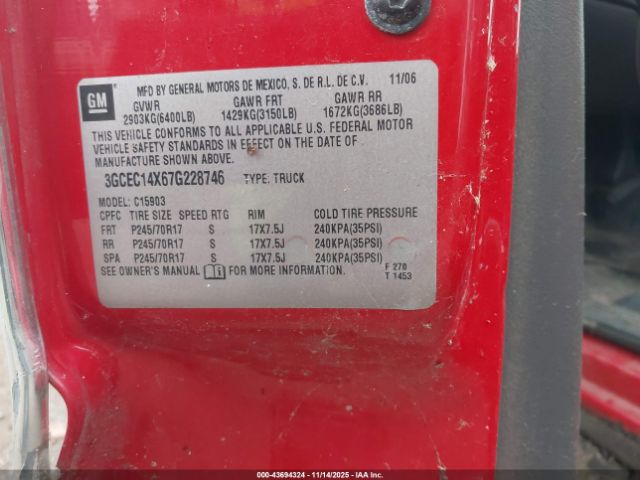 GM
MFD BY GENERAL MOTORS DE MEXICO, S. DE R.L. DE C.V. 11/06
GVWR GAWR FRT GAWR RR
2903KG(6400LB) 1429KG(3150LB) 1672KG(3686LB)
THIS VEHICLE CONFORMS TO ALL APPLICABLE U.S. FEDERAL MOTOR
VEHICLE SAFETY STANDARDS IN EFFECT ON THE DATE OF
MANUFACTURE SHOWN ABOVE.
3GCEC14X67G228746 TYPE: TRUCK
MODEL: C15903
CPFC TIRE SIZE SPEED RTG RIM COLD TIRE PRESSURE
FRT P245/70R17 S 17X7.5J 240KPA(35PSI)
RR P245/70R17 S 17X7.5J 240KPA(35PSI)
SPA P245/70R17 S 17X7.5J 240KPA(35PSI)
SEE OWNER'S MANUAL FOR MORE INFORMATION.
F 270
T 1453
000-43694324 11/14/2025 IAA Inc.